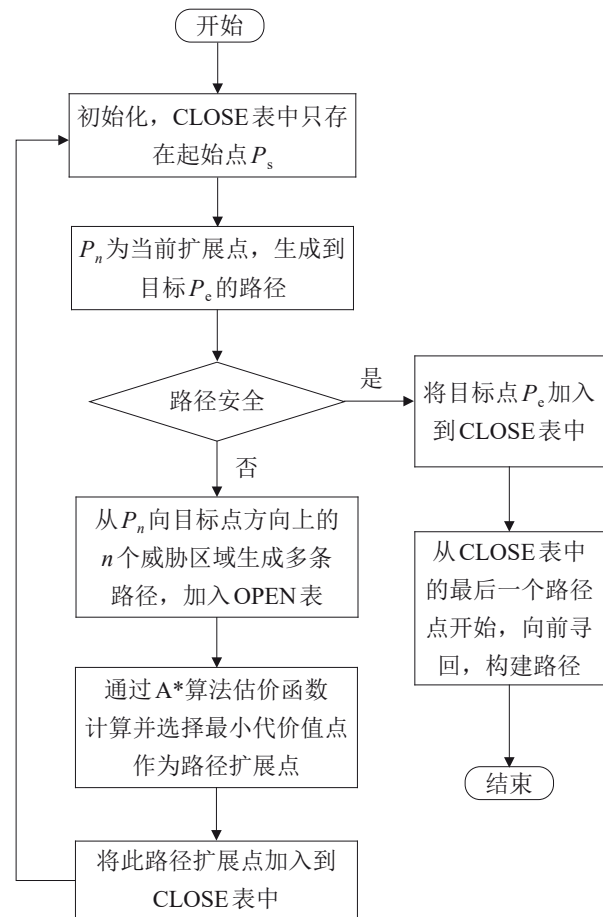 开始
初始化，CLOSE表中只存
在起始点Ps
Pn为当前扩展点，生成到
目标Pe的路径
路径安全
是
将目标点Pe加入
到CLOSE表中
否
从Pn向目标点方向上的
n个威胁区域生成多条
路径，加入OPEN表
从CLOSE表中
的最后一个路径
点开始，向前寻
回，构建路径
通过A*算法估价函数
计算并选择最小代价值点
作为路径扩展点
结束
将此路径扩展点加入到
CLOSE表中